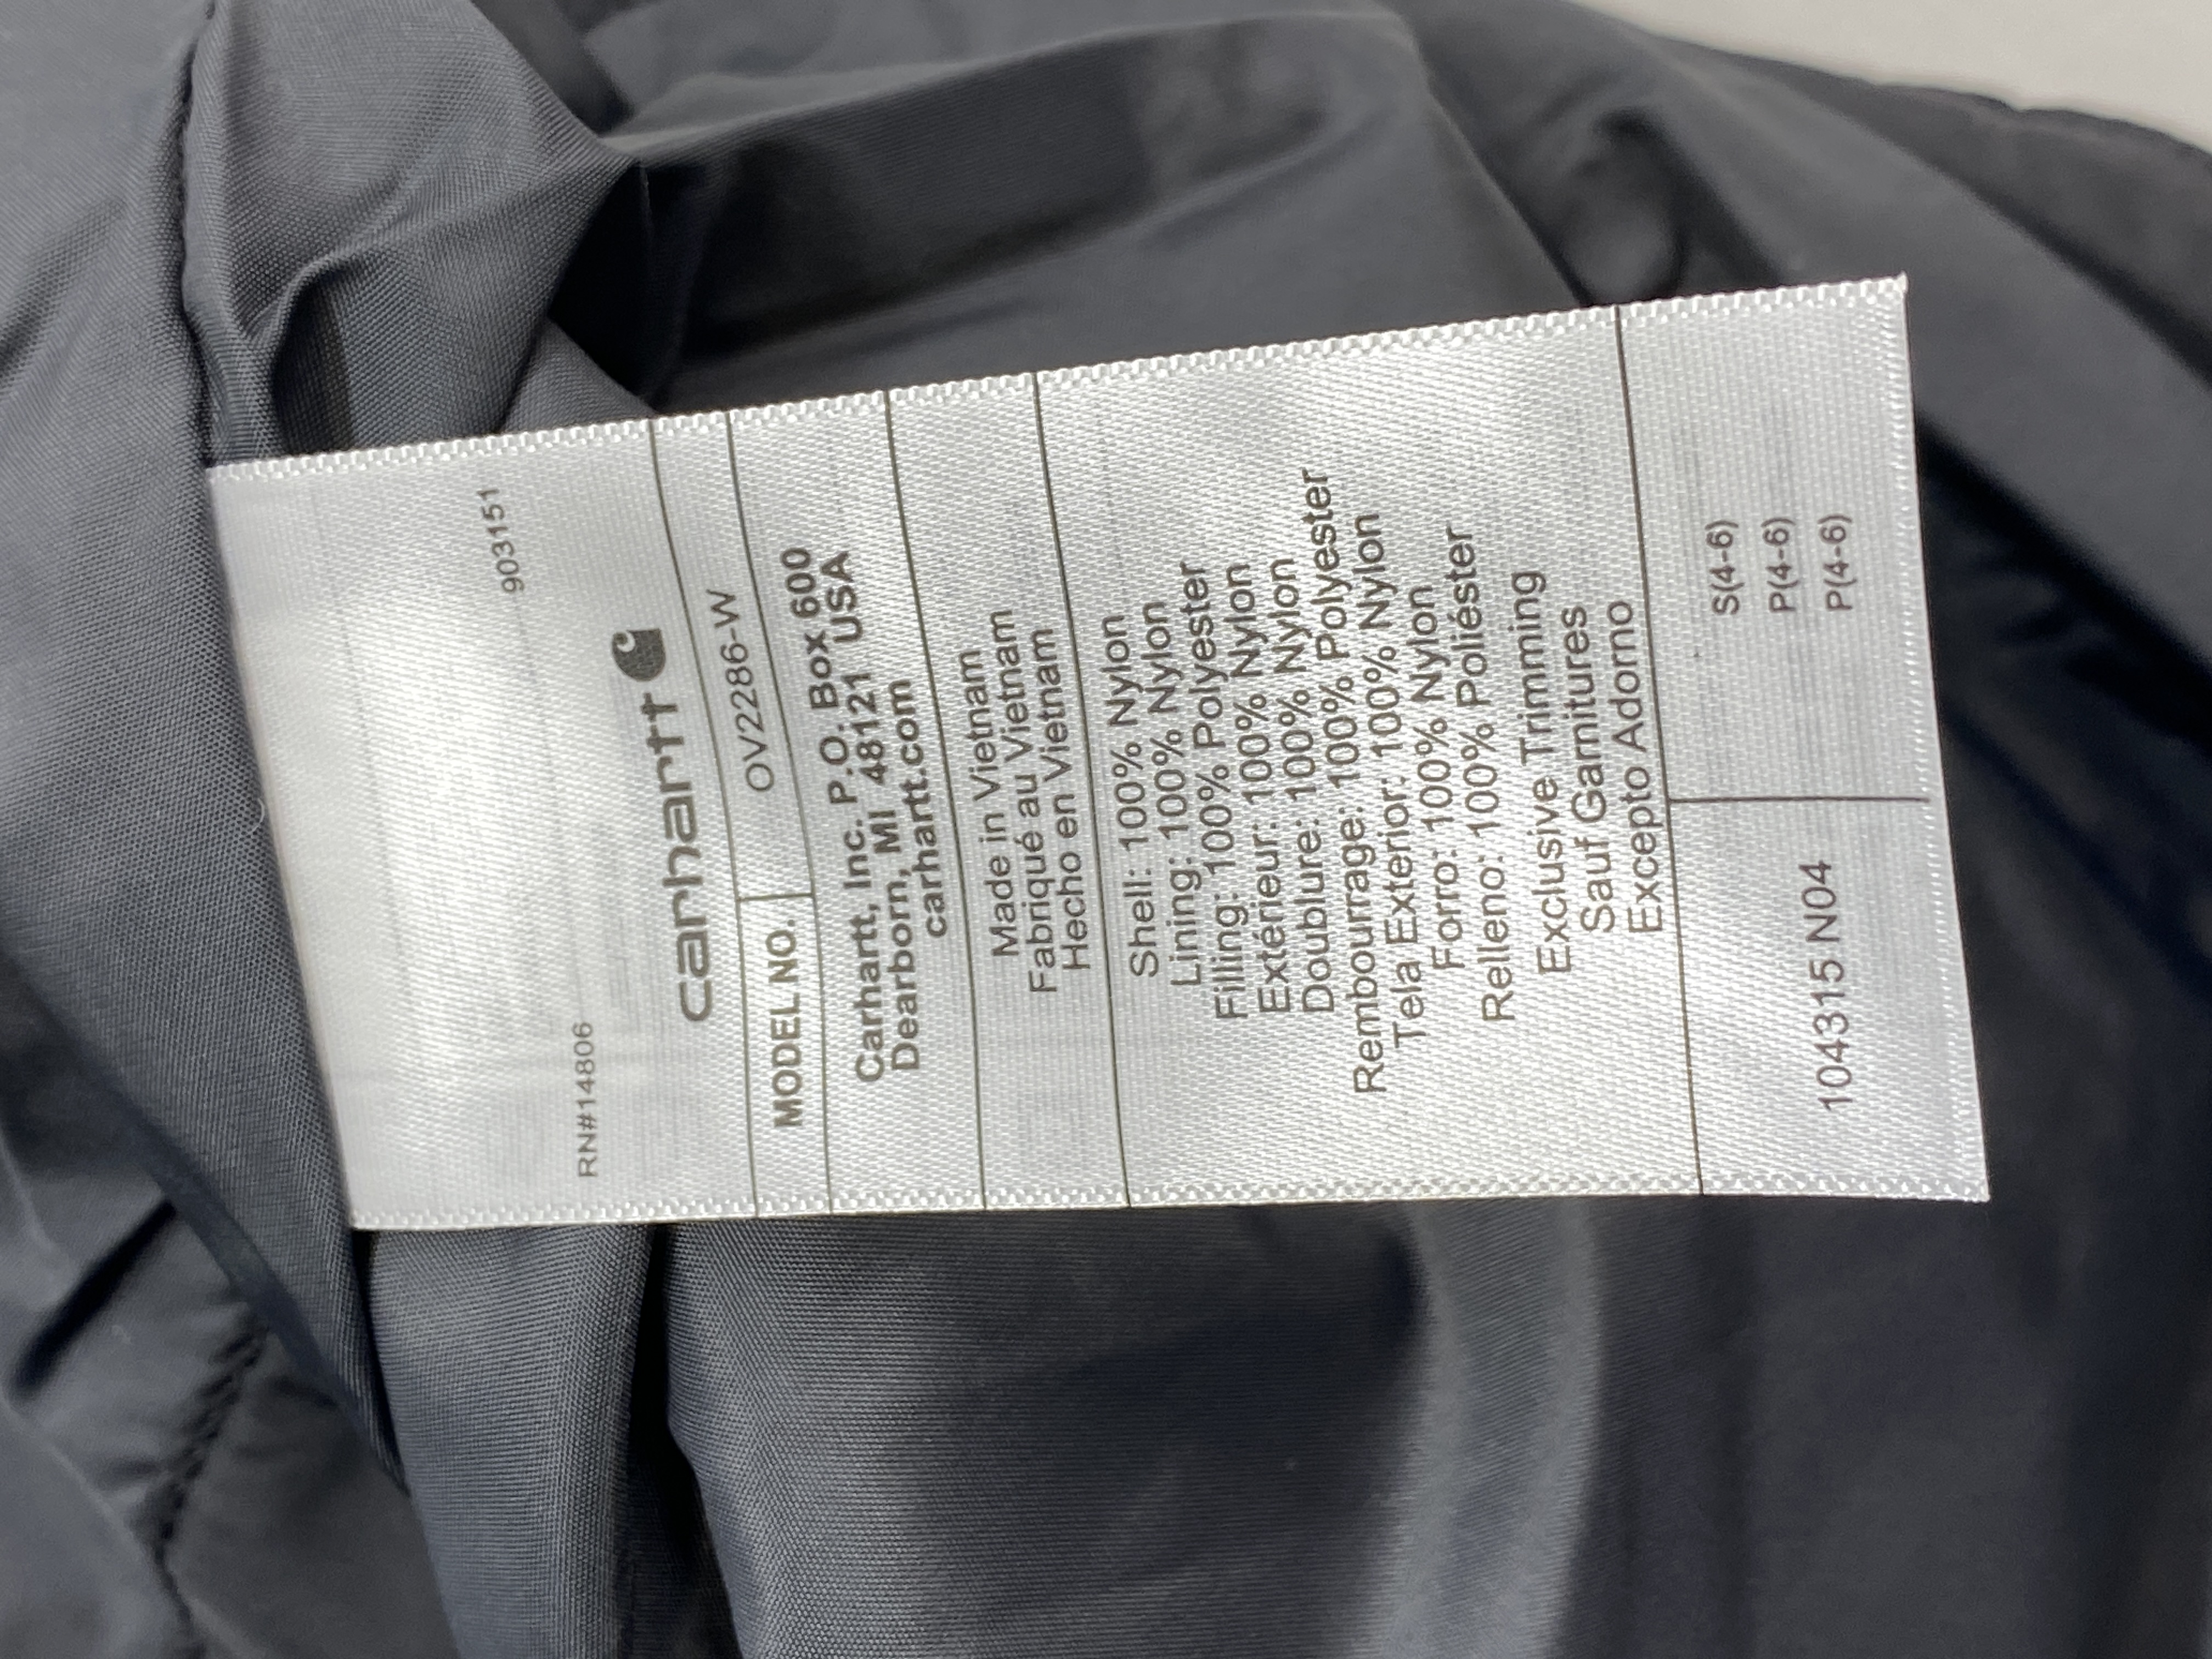 903151
RN#14806
carhartt
MODEL NO. OV2286-W
Carhartt, Inc. P.O. Box 600
Dearborn, MI 48121 USA
carhartt.com
Made in Vietnam
Fabriqué au Vietnam
Hecho en Vietnam
Shell: 100% Nylon
Lining: 100% Nylon
Filling: 100% Polyester
Extérieur: 100% Nylon
Doublure: 100% Nylon
Rembourrage: 100% Polyester
Tela Exterior: 100% Nylon
Forro: 100% Nylon
Relleno: 100% Poliéster
Exclusive Trimming
Sauf Garnitures
Excepto Adorno
S(4-6)
P(4-6)
104315 N04
P(4-6)